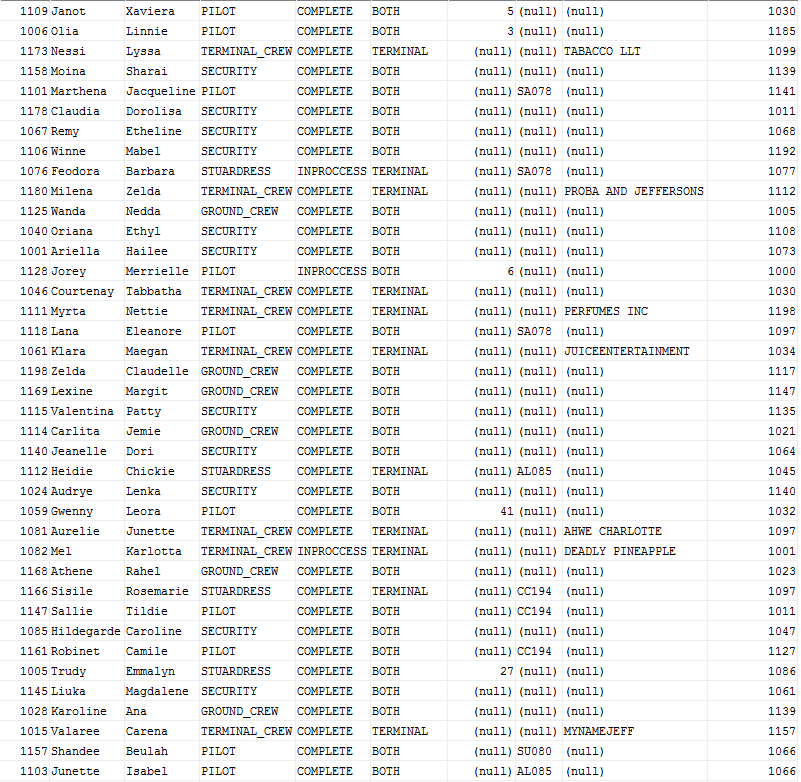 1109 Janot Xaviera PILOT COMPLETE BOTH 5 (null) (null) 1030
1006 Olia Linnie PILOT COMPLETE BOTH 3 (null) (null) 1185
1173 Nessi Lyssa TERMINAL_CREW COMPLETE TERMINAL (null) (null) TABACCO LLT 1099
1158 Moina Sharai SECURITY COMPLETE BOTH (null) (null) (null) 1139
1101 Marthena Jacqueline PILOT COMPLETE BOTH (null) SA078 (null) 1141
1178 Claudia Dorolisa SECURITY COMPLETE BOTH (null) (null) (null) 1011
1067 Remy Etheline SECURITY COMPLETE BOTH (null) (null) (null) 1068
1106 Winne Mabel SECURITY COMPLETE BOTH (null) (null) (null) 1192
1076 Feodora Barbara STUARDRESS INPROCCESS TERMINAL (null) SA078 (null) 1077
1180 Milena Zelda TERMINAL_CREW COMPLETE TERMINAL (null) (null) PROBA AND JEFFERSONS 1112
1125 Wanda Nedda GROUND_CREW COMPLETE BOTH (null) (null) (null) 1005
1040 Oriana Ethyl SECURITY COMPLETE BOTH (null) (null) (null) 1108
1001 Ariella Hailee SECURITY COMPLETE BOTH (null) (null) (null) 1073
1128 Jorey Merrielle PILOT INPROCCESS BOTH 6 (null) (null) 1000
1046 Courtenay Tabbatha TERMINAL_CREW COMPLETE TERMINAL (null) (null) (null) 1030
1111 Myrta Nettie TERMINAL_CREW COMPLETE TERMINAL (null) (null) PERFUMES INC 1198
1118 Lana Eleanore PILOT COMPLETE BOTH (null) SA078 (null) 1097
1061 Klara Maegan TERMINAL_CREW COMPLETE TERMINAL (null) (null) JUICEENTERTAINMENT 1034
1198 Zelda Claudelle GROUND_CREW COMPLETE BOTH (null) (null) (null) 1117
1169 Lexine Margit GROUND_CREW COMPLETE BOTH (null) (null) (null) 1147
1115 Valentina Patty SECURITY COMPLETE BOTH (null) (null) (null) 1135
1114 Carlita Jemie GROUND_CREW COMPLETE BOTH (null) (null) (null) 1021
1140 Jeanelle Dori SECURITY COMPLETE BOTH (null) (null) (null) 1064
1112 Heidie Chickie STUARDRESS COMPLETE TERMINAL (null) AL085 (null) 1045
1024 Audrye Lenka SECURITY COMPLETE BOTH (null) (null) (null) 1140
1059 Gwenny Leora PILOT COMPLETE BOTH 41 (null) (null) 1032
1081 Aurelie Junette TERMINAL_CREW COMPLETE TERMINAL (null) (null) AHWE CHARLOTTE 1097
1082 Mel Karlotta TERMINAL_CREW INPROCCESS TERMINAL (null) (null) DEADLY PINEAPPLE 1001
1168 Athene Rahel GROUND_CREW COMPLETE BOTH (null) (null) (null) 1023
1166 Sisile Rosemarie STUARDRESS COMPLETE TERMINAL (null) CC194 (null) 1097
1147 Sallie Tildie PILOT COMPLETE BOTH (null) CC194 (null) 1011
1085 Hildegarde Caroline SECURITY COMPLETE BOTH (null) (null) (null) 1047
1161 Robinet Camile PILOT COMPLETE BOTH (null) CC194 (null) 1127
1005 Trudy Emmalyn STUARDRESS COMPLETE BOTH 27 (null) (null) 1086
1145 Liuka Magdalene SECURITY COMPLETE BOTH (null) (null) (null) 1061
1028 Karoline Ana GROUND_CREW COMPLETE BOTH (null) (null) (null) 1139
1015 Valaree Carena TERMINAL_CREW COMPLETE TERMINAL (null) (null) MYNAMEJEFF 1157
1157 Shandee Beulah PILOT COMPLETE BOTH (null) SU080 (null) 1066
1103 Junette Isabel PILOT COMPLETE BOTH (null) AL085 (null) 1066